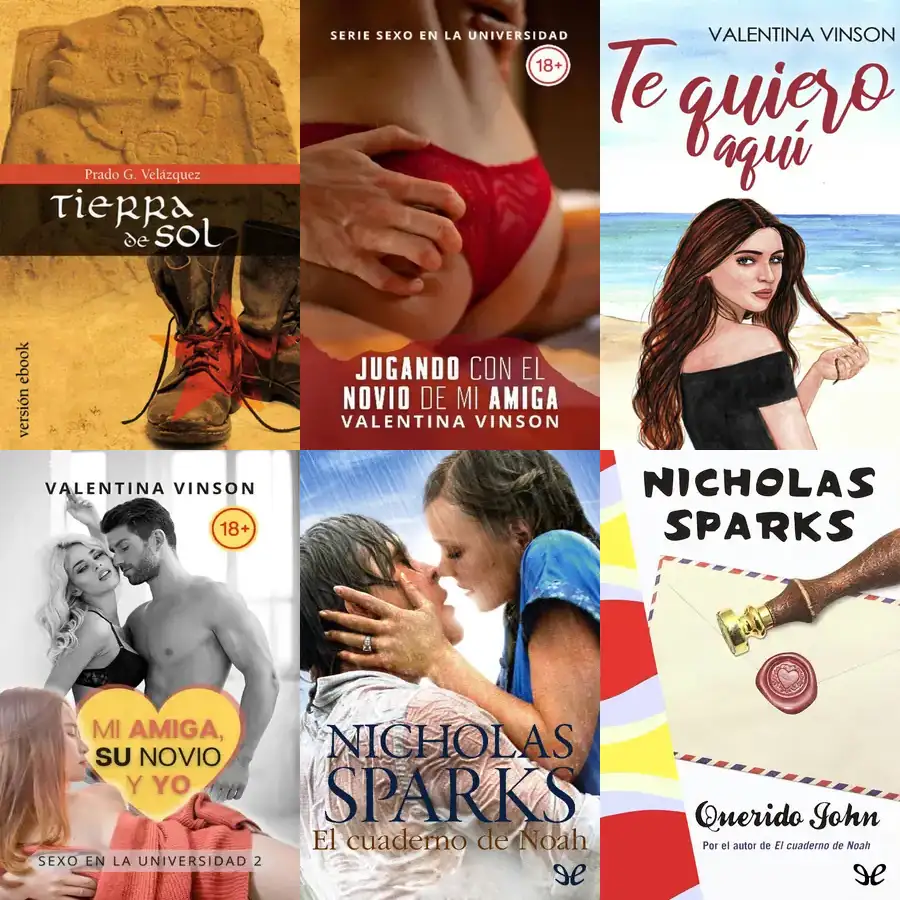 Prado G. Velázquez
TIERRA
de SOL
versión ebook
SERIE SEXO EN LA UNIVERSIDAD
18+
JUGANDO CON EL
NOVIO DE MI AMIGA
VALENTINA VINSON
VALENTINA VINSON
Te quiero
aquí
VALENTINA VINSON
18+
MI AMIGA,
SU NOVIO
Y YO
SEXO EN LA UNIVERSIDAD 2
NICHOLAS
SPARKS
El cuaderno de Noah
NICHOLAS
SPARKS
Querido John
Por el autor de El cuaderno de Noah